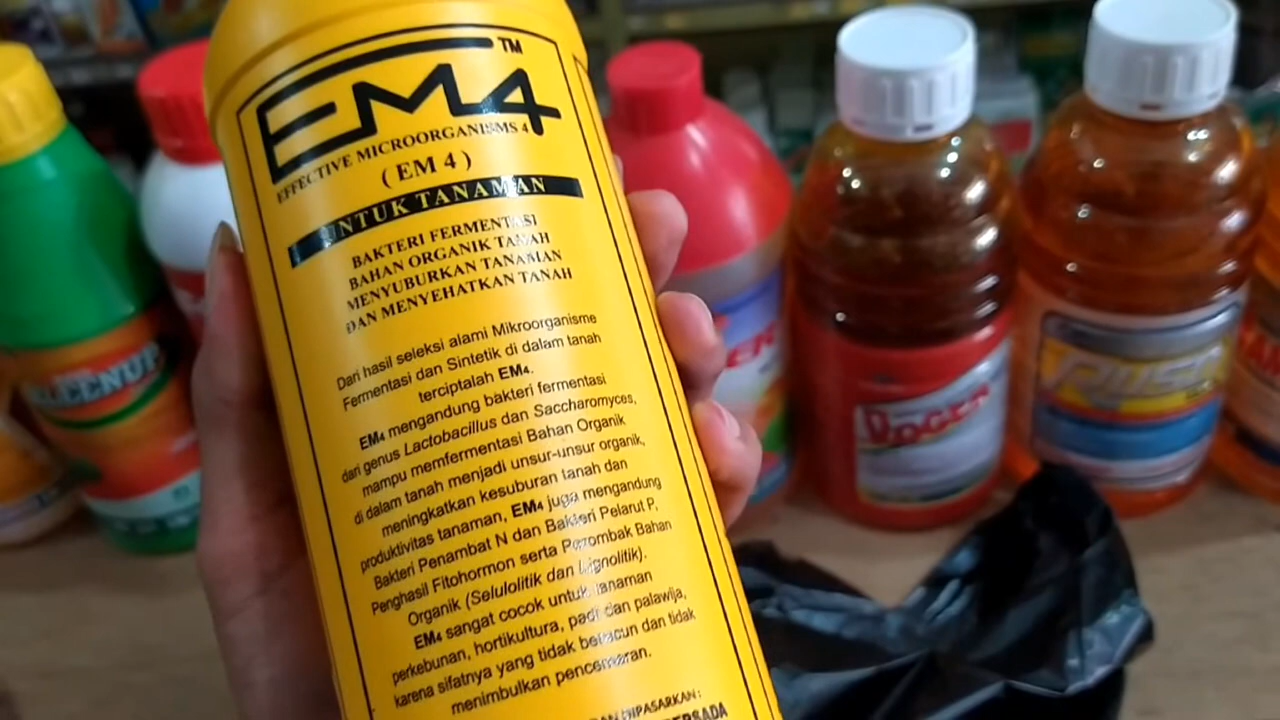 EM4 ™
EFFECTIVE MICROORGANISMS 4
( EM 4 )
UNTUK TANAMAN
BAKTERI FERMENTASI
BAHAN ORGANIK TANAH
MENYUBURKAN TANAMAN
DAN MENYEHATKAN TANAH
Dari hasil seleksi alami Mikroorganisme
Fermentasi dan Sintetik di dalam tanah
terciptalah EM4.
EM4 mengandung bakteri fermentasi
dari genus Lactobacillus dan Saccharomyces,
mampu memfermentasi Bahan Organik
di dalam tanah menjadi unsur-unsur organik,
meningkatkan kesuburan tanah dan
produktivitas tanaman, EM4 juga mengandung
Bakteri Penambat N dan Bakteri Pelarut P,
Penghasil Fitohormon serta Perombak Bahan
Organik (Selulolitik dan Lignolitik).
EM4 sangat cocok untuk tanaman
perkebunan, hortikultura, padi dan palawija,
karena sifatnya yang tidak beracun dan tidak
menimbulkan pencemaran.
DIPASARKAN :